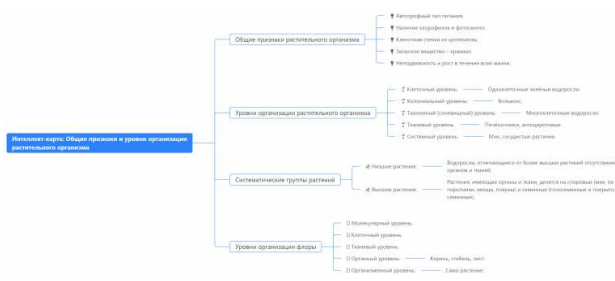 Интеллект-карта: Общие признаки и уровни организации
растительного организма
Общие признаки растительного организма
Автотрофный тип питания.
Наличие хлорофилла и фотосинтез.
Клеточная стенка из целлюлозы.
Запасное вещество – крахмал.
Неподвижность и рост в течение всей жизни.
Уровни организации растительного организма
Клеточный уровень: Одноклеточные зелёные водоросли.
Колониальный уровень: Вольвокс.
Талломный (слоевищный) уровень: Многоклеточные водоросли.
Тканевый уровень: Печёночники, антоцеротовые.
Системный уровень: Мхи, сосудистые растения.
Систематические группы растений
Низшие растения: Водоросли, отличающиеся от более высших растений отсутствием
органов и тканей.
Высшие растения: Растения, имеющие органы и ткани, делятся на споровые (мхи, па
поротники, хвощи, плауны) и семенные (голосеменные и покрыто
семенные).
Уровни организации флоры
Молекулярный уровень.
Клеточный уровень.
Тканевый уровень.
Органный уровень: Корень, стебель, лист.
Организменный уровень: Само растение.